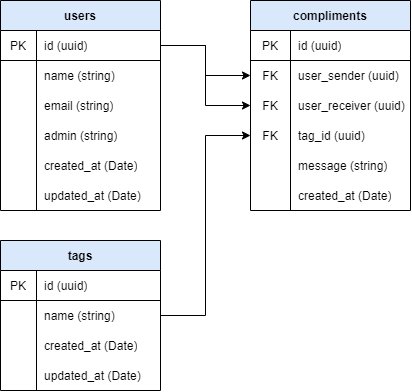 users
PK id (uuid)
name (string)
email (string)
admin (string)
created_at (Date)
updated_at (Date)
compliments
PK id (uuid)
FK user_sender (uuid)
FK user_receiver (uuid)
FK tag_id (uuid)
message (string)
created_at (Date)
tags
PK id (uuid)
name (string)
created_at (Date)
updated_at (Date)